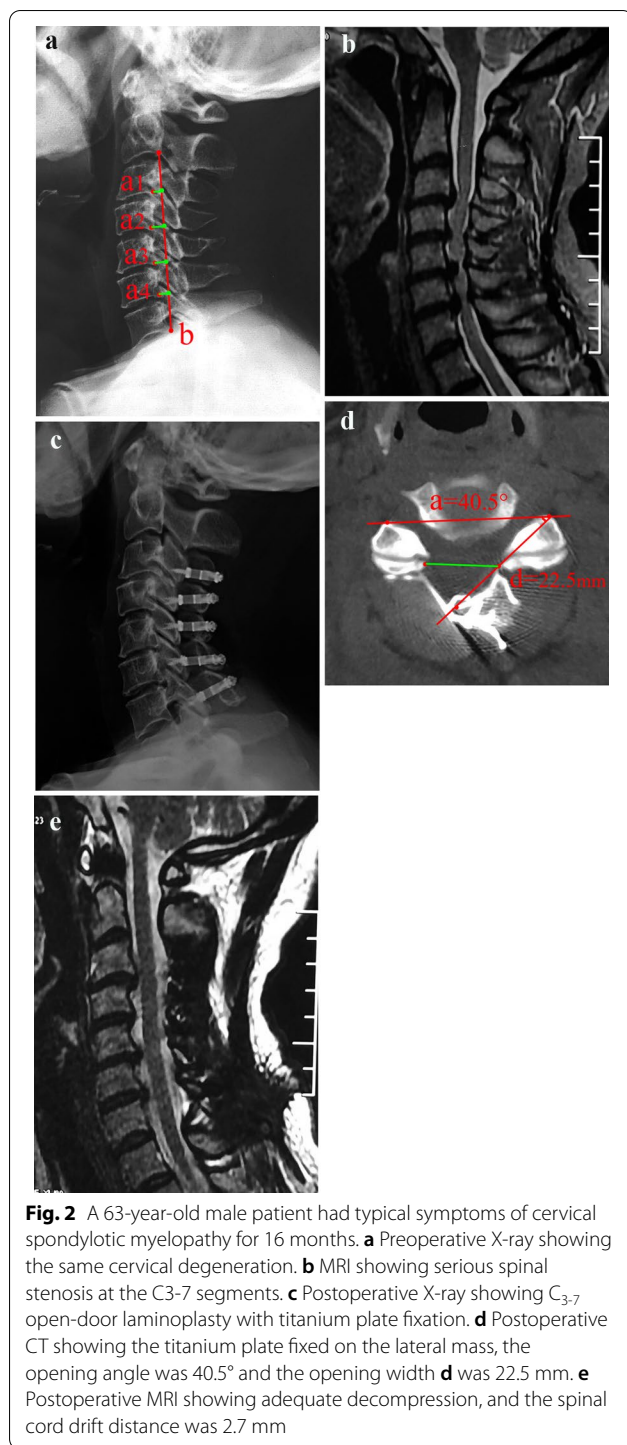 a
b
a1
a2
a3
a4
b
c
d
a=40.5°
d=22.5mm
23
e
Fig. 2 A 63-year-old male patient had typical symptoms of cervical
spondylotic myelopathy for 16 months. a Preoperative X-ray showing
the same cervical degeneration. b MRI showing serious spinal
stenosis at the C3-7 segments. c Postoperative X-ray showing C3-7
open-door laminoplasty with titanium plate fixation. d Postoperative
CT showing the titanium plate fixed on the lateral mass, the
opening angle was 40.5° and the opening width d was 22.5 mm. e
Postoperative MRI showing adequate decompression, and the spinal
cord drift distance was 2.7 mm